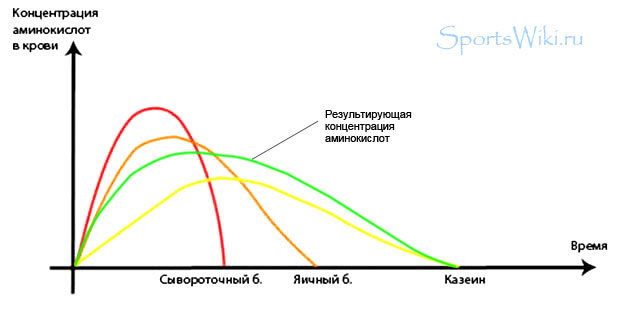 Концентрация
аминокислот
в крови
SportsWiki.ru
Результирующая
концентрация
аминокислот
Время
Сывороточный б.
Яичный б.
Казеин